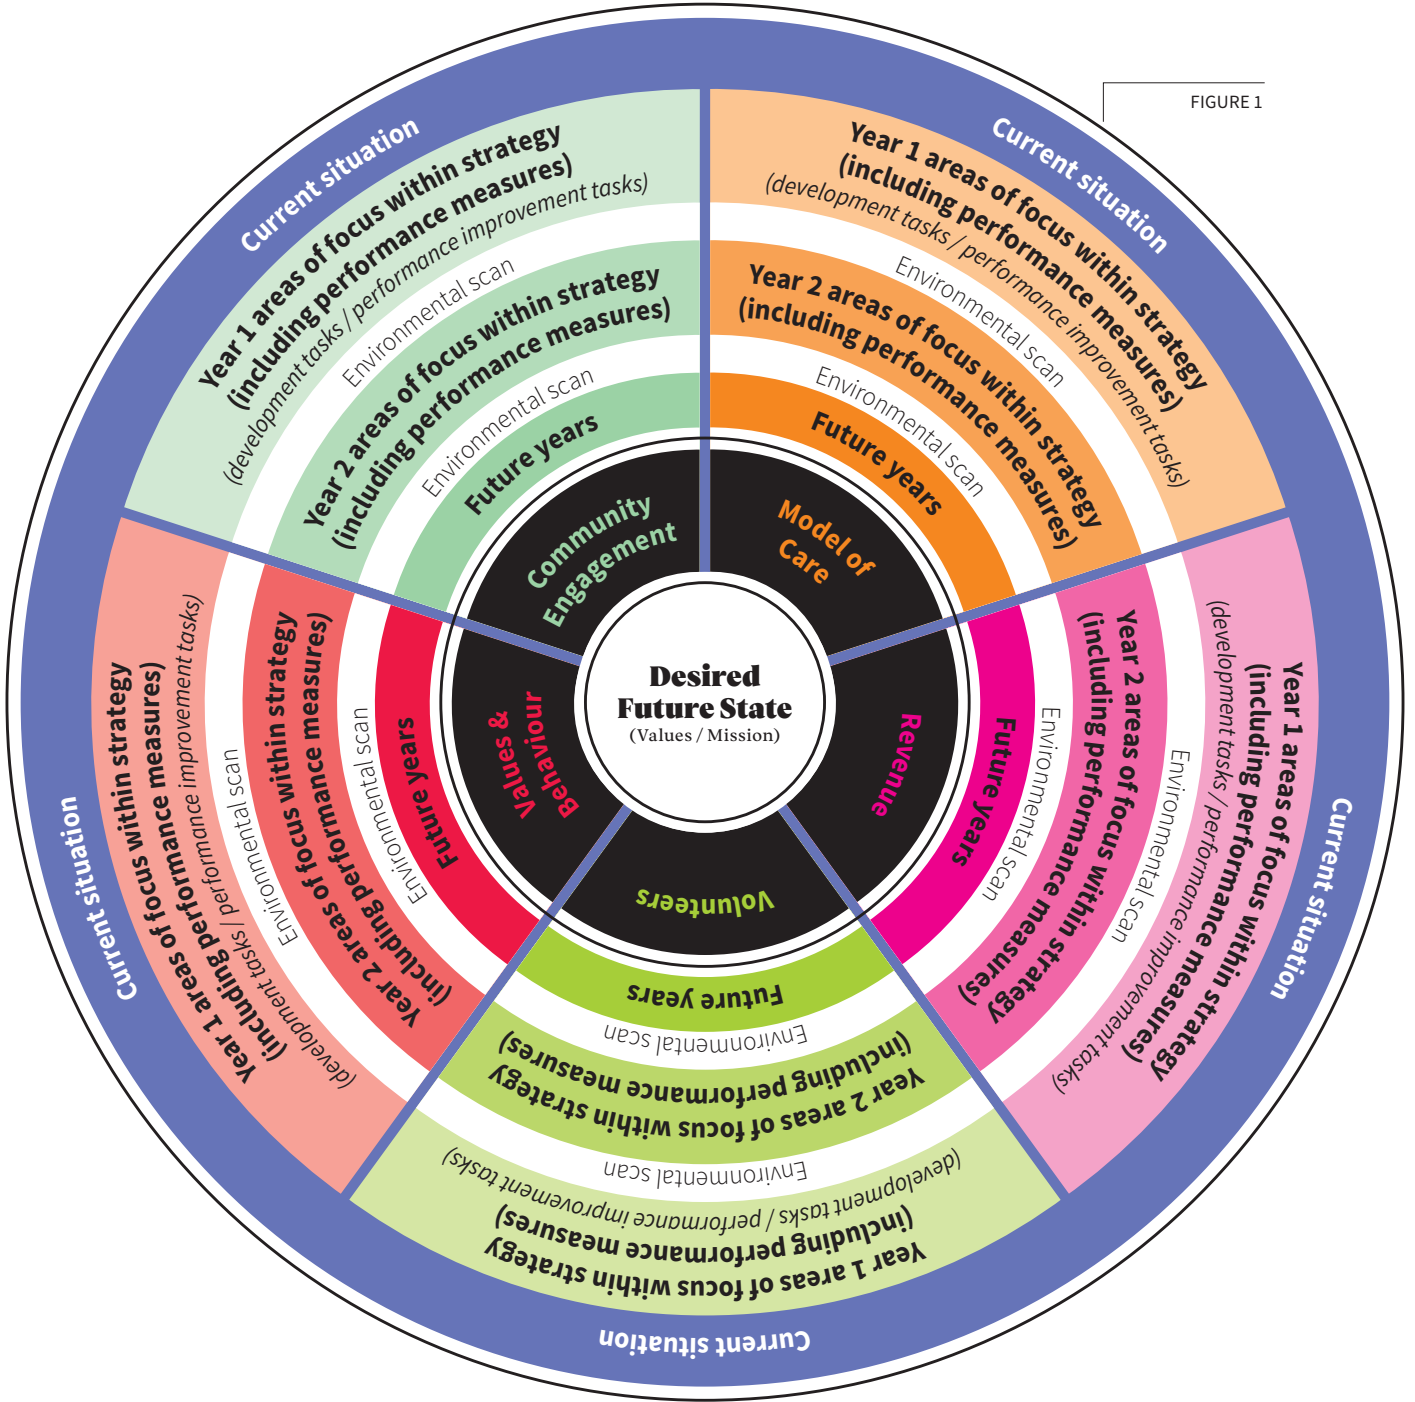 FIGURE 1
Current situation
Year 1 areas of focus within strategy
(including performance measures)
(development tasks / performance improvement tasks)
Environmental scan
Year 2 areas of focus within strategy
(including performance measures)
Environmental scan
Future years
Community
Engagement
Current situation
Year 1 areas of focus within strategy
(including performance measures)
(development tasks / performance improvement tasks)
Environmental scan
Year 2 areas of focus within strategy
(including performance measures)
Environmental scan
Future years
Model of
Care
Current situation
Year 1 areas of focus within strategy
(including performance measures)
(development tasks / performance improvement tasks)
Environmental scan
Year 2 areas of focus within strategy
(including performance measures)
Environmental scan
Future years
Revenue
Current situation
Year 1 areas of focus within strategy
(including performance measures)
(development tasks / performance improvement tasks)
Environmental scan
Year 2 areas of focus within strategy
(including performance measures)
Environmental scan
Future years
Volunteers
Current situation
Year 1 areas of focus within strategy
(including performance measures)
(development tasks / performance improvement tasks)
Environmental scan
Year 2 areas of focus within strategy
(including performance measures)
Environmental scan
Future years
Values &
Behaviour
Desired
Future State
(Values / Mission)